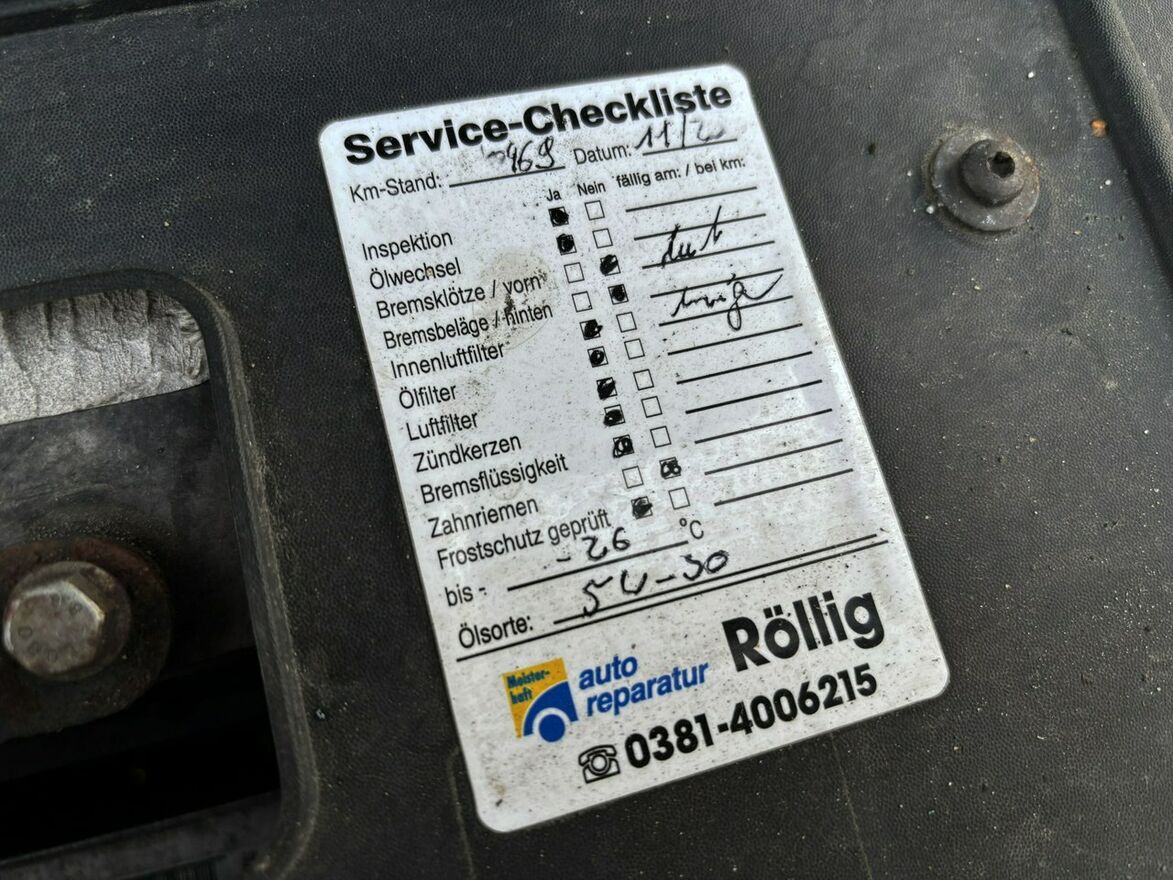 Service-Checkliste
Km-Stand: Datum:
Ja Nein fällig am: / bei km:
Inspektion
Ölwechsel
Bremsklötze / vorn
Bremsbeläge / hinten
Innenluftfilter
Ölfilter
Luftfilter
Zündkerzen
Bremsflüssigkeit
Zahnriemen
Frostschutz geprüft
bis - -26 °C
Ölsorte: 5W-30
Meister-
haft
auto
reparatur
Röllig
0381-4006215